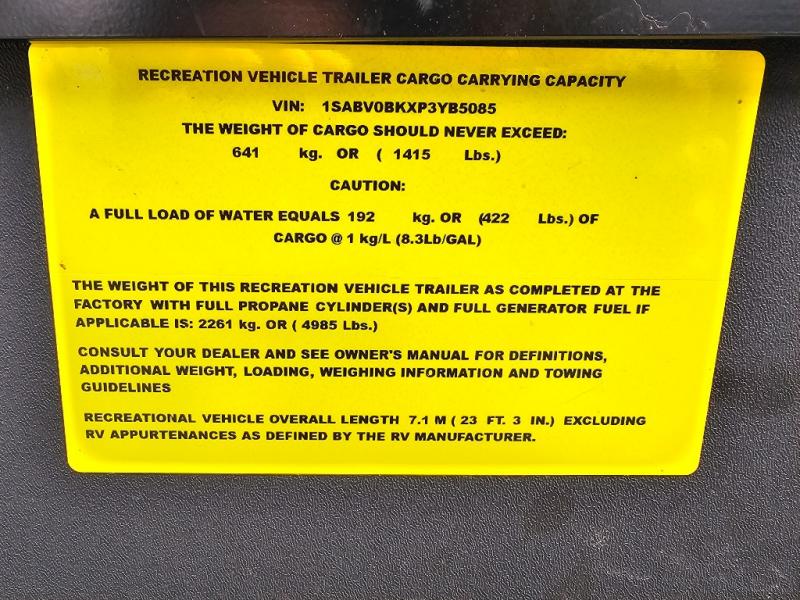 RECREATION VEHICLE TRAILER CARGO CARRYING CAPACITY
VIN: 1SABV0BKXP3YB5085
THE WEIGHT OF CARGO SHOULD NEVER EXCEED:
641 kg. OR ( 1415 Lbs.)
CAUTION:
A FULL LOAD OF WATER EQUALS 192 kg. OR (422 Lbs.) OF
CARGO @ 1 kg/L (8.3Lb/GAL)
THE WEIGHT OF THIS RECREATION VEHICLE TRAILER AS COMPLETED AT THE
FACTORY WITH FULL PROPANE CYLINDER(S) AND FULL GENERATOR FUEL IF
APPLICABLE IS: 2261 kg. OR ( 4985 Lbs.)
CONSULT YOUR DEALER AND SEE OWNER'S MANUAL FOR DEFINITIONS,
ADDITIONAL WEIGHT, LOADING, WEIGHING INFORMATION AND TOWING
GUIDELINES
RECREATIONAL VEHICLE OVERALL LENGTH 7.1 M ( 23 FT. 3 IN.) EXCLUDING
RV APPURTENANCES AS DEFINED BY THE RV MANUFACTURER.